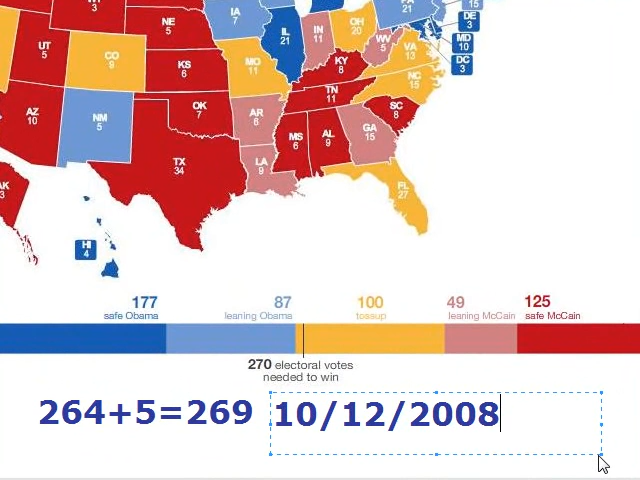 15
DE
3
MD
10
DC
3
NE
5
IA
7
IL
21
IN
11
OH
20
21
WV
5
VA
13
UT
5
CO
9
KS
6
MO
11
KY
8
NC
15
TN
11
SC
8
AZ
10
NM
5
OK
7
AR
6
MS
6
AL
9
GA
15
TX
34
LA
9
FL
27
HI
4
177
safe Obama
87
leaning Obama
100
tossup
49
leaning McCain
125
safe McCain
270 electoral votes
needed to win
264+5=269 10/12/2008